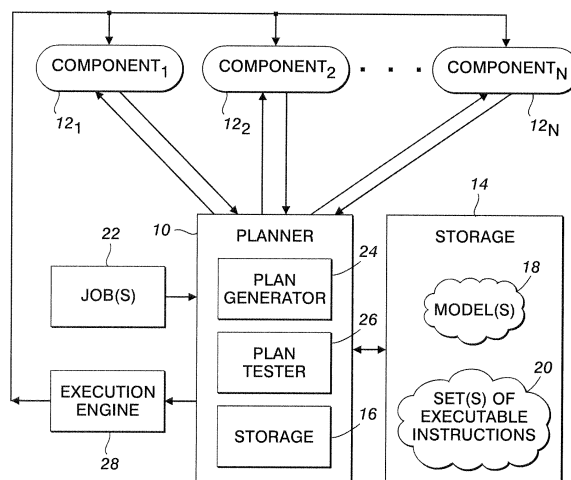 COMPONENT1
COMPONENT2
. . .
COMPONENTN
121
122
12N
14
10
PLANNER
STORAGE
22
24
18
JOB(S)
PLAN
GENERATOR
MODEL(S)
26
PLAN
TESTER
20
EXECUTION
ENGINE
16
STORAGE
SET(S) OF
EXECUTABLE
INSTRUCTIONS
28